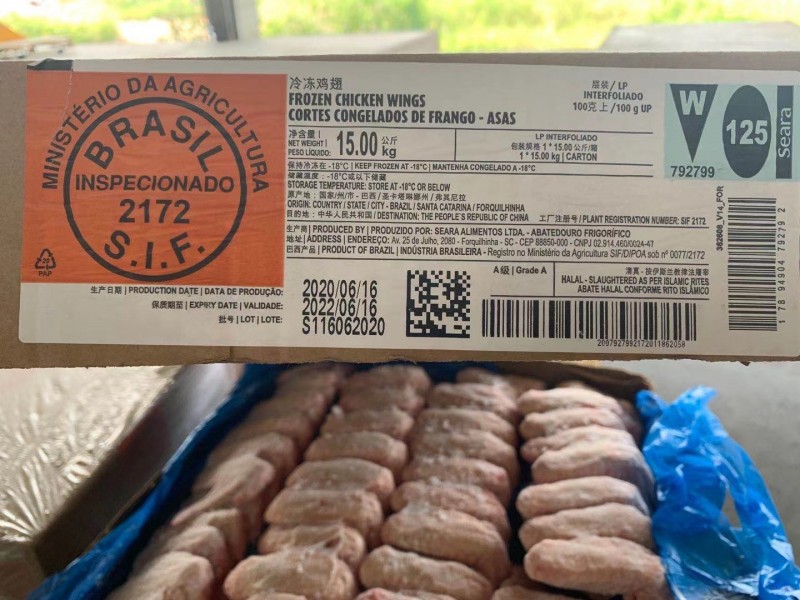 MINISTÉRIO DA AGRICULTURA
BRASIL
INSPECIONADO
2172
S.I.F.
PAP
冷冻鸡翅
FROZEN CHICKEN WINGS
CORTES CONGELADOS DE FRANGO - ASAS
层装/ LP
INTERFOLIADO
100克 上 / 100 g UP
净含量 |
NET WEIGHT |
PESO LÍQUIDO:
15.00 公斤
kg
LP INTERFOLIADO
包装规格 1 * 15.00 公斤/箱
1 * 15.00 kg | CARTON
保持冷冻在 -18°C | KEEP FROZEN AT -18°C | MANTENHA CONGELADO A -18°C
储藏温度: -18°C或以下储藏
STORAGE TEMPERATURE: STORE AT -18°C OR BELOW
原产地: 国家/州/市 - 巴西 / 圣卡塔琳娜州 / 弗其尼拉
ORIGIN: COUNTRY / STATE / CITY - BRAZIL / SANTA CATARINA / FORQUILHINHA
目的地: 中华人民共和国 | DESTINATION: THE PEOPLE'S REPUBLIC OF CHINA
工厂注册号 / PLANT REGISTRATION NUMBER: SIF 2172
生产商 | PRODUCED BY | PRODUZIDO POR: SEARA ALIMENTOS LTDA. - ABATEDOURO FRIGORÍFICO
地址 | ADDRESS | ENDEREÇO: Av. 25 de Julho, 2080 - Forquilhinha - SC - CEP 88850-000 - CNPJ 02.914.460/0024-47
巴西产品 | PRODUCT OF BRAZIL | INDÚSTRIA BRASILEIRA - Registro no Ministério da Agricultura SIF/DIPOA sob nº 0077/2172
生产日期 | PRODUCTION DATE | DATA DE PRODUÇÃO:
2020/06/16
保质期至 | EXPIRY DATE | VALIDADE:
2022/06/16
批号 | LOT | LOTE:
S116062020
A级 | Grade A
清真 - 按伊斯兰教律法屠宰
HALAL - SLAUGHTERED AS PER ISLAMIC RITES
ABATE HALAL CONFORME RITO ISLÂMICO
W
125
Seara
792799
362608_V14_FOR
1 78 94904 79279 2